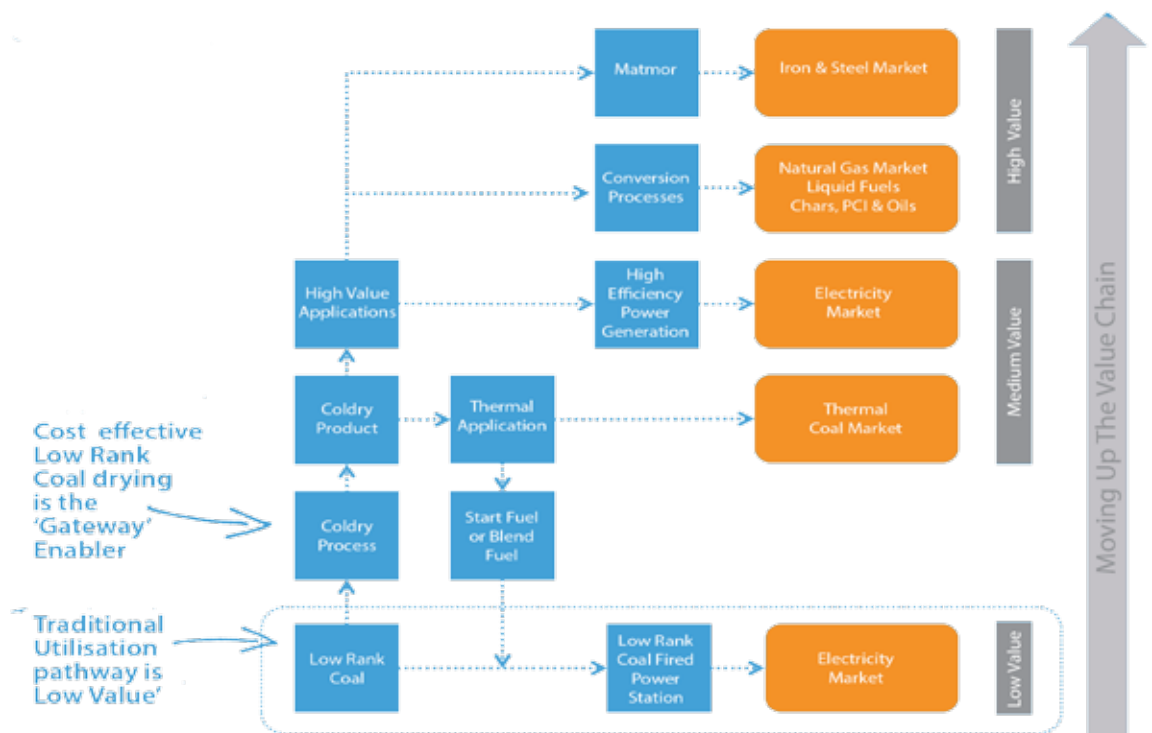 Matmor
Iron & Steel Market
High Value
Conversion
Processes
Natural Gas Market
Liquid Fuels
Chars, PCI & Oils
High Value
Applications
High
Efficiency
Power
Generation
Electricity
Market
Medium Value
Coldry
Product
Thermal
Application
Thermal
Coal Market
Moving Up The Value Chain
Cost effective
Low Rank
Coal drying
is the
‘Gateway’
Enabler
Coldry
Process
Start Fuel
or Blend
Fuel
Traditional
Utilisation
pathway is
Low Value’
Low Rank
Coal
Low Rank
Coal Fired
Power
Station
Electricity
Market
Low Value